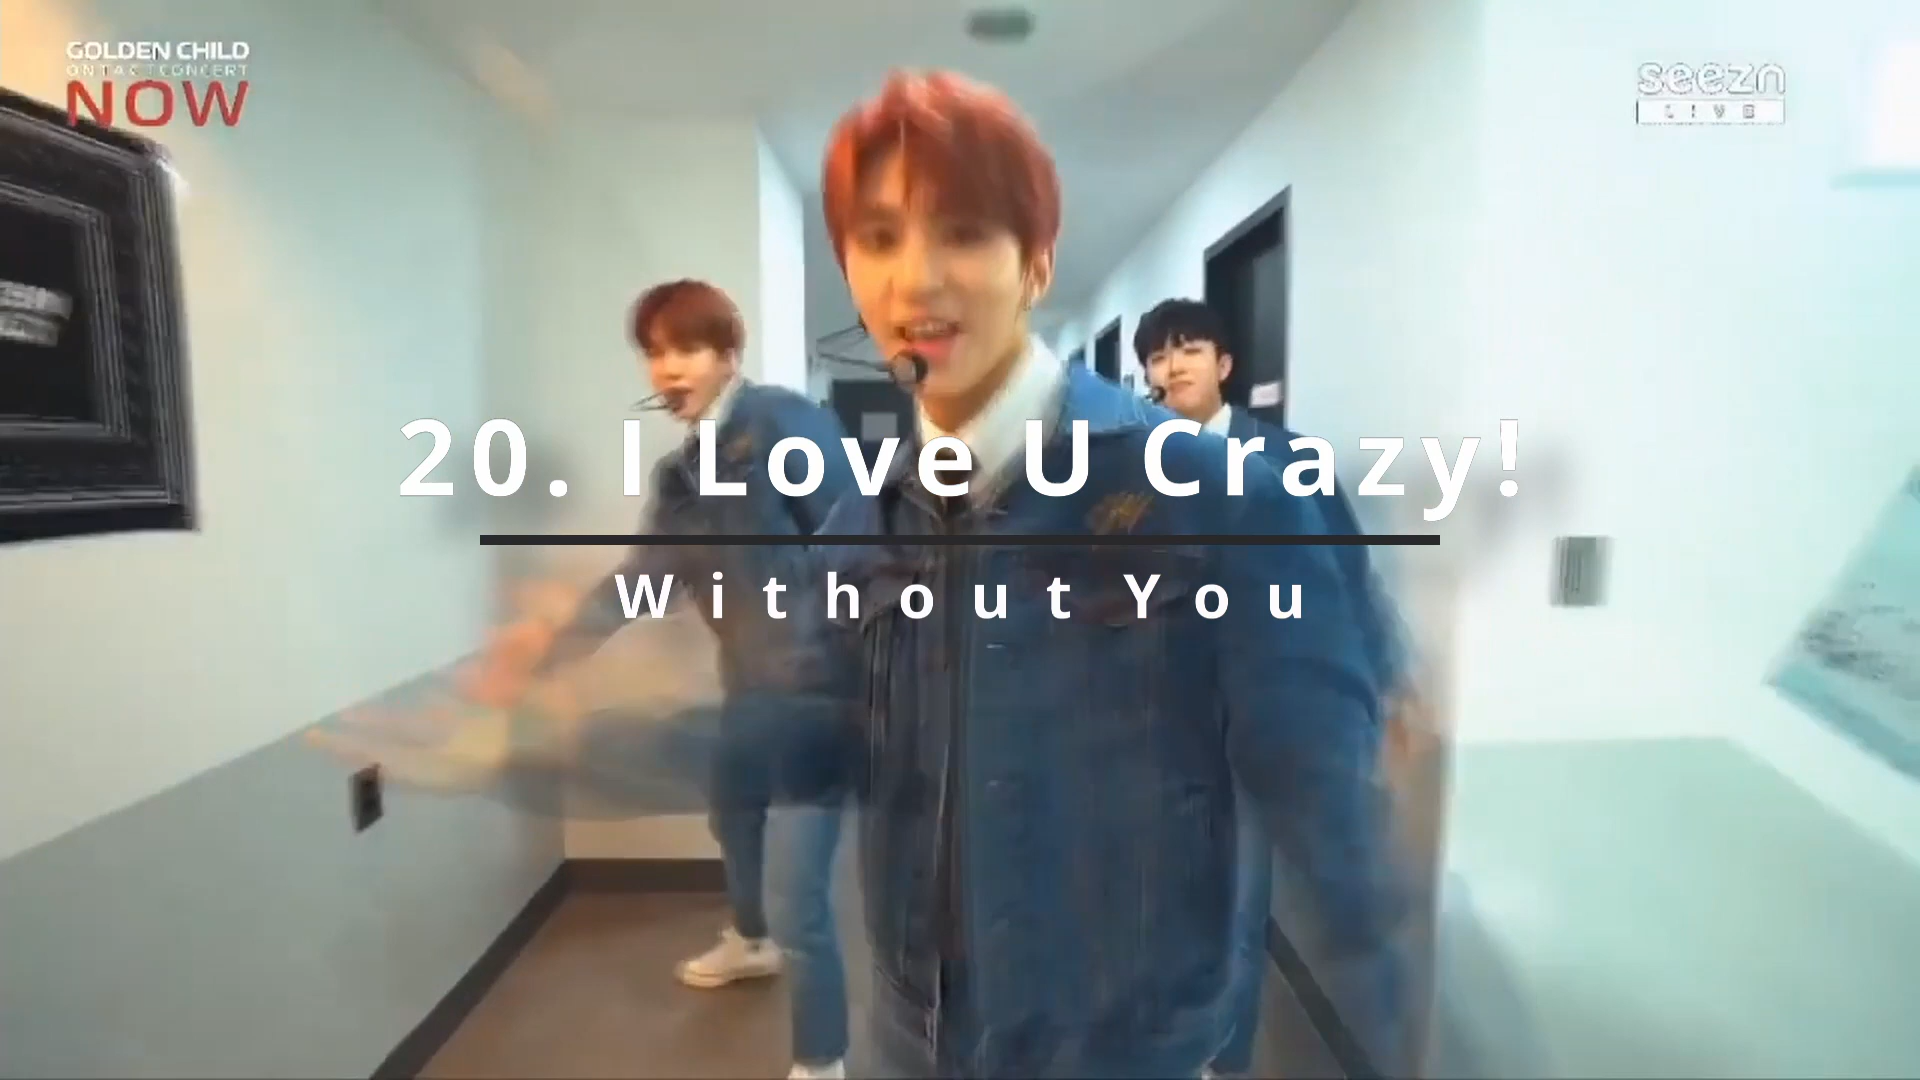 GOLDEN CHILD
ONTACT CONCERT
NOW
seezn
LIVE
20. I Love U Crazy!
Without You